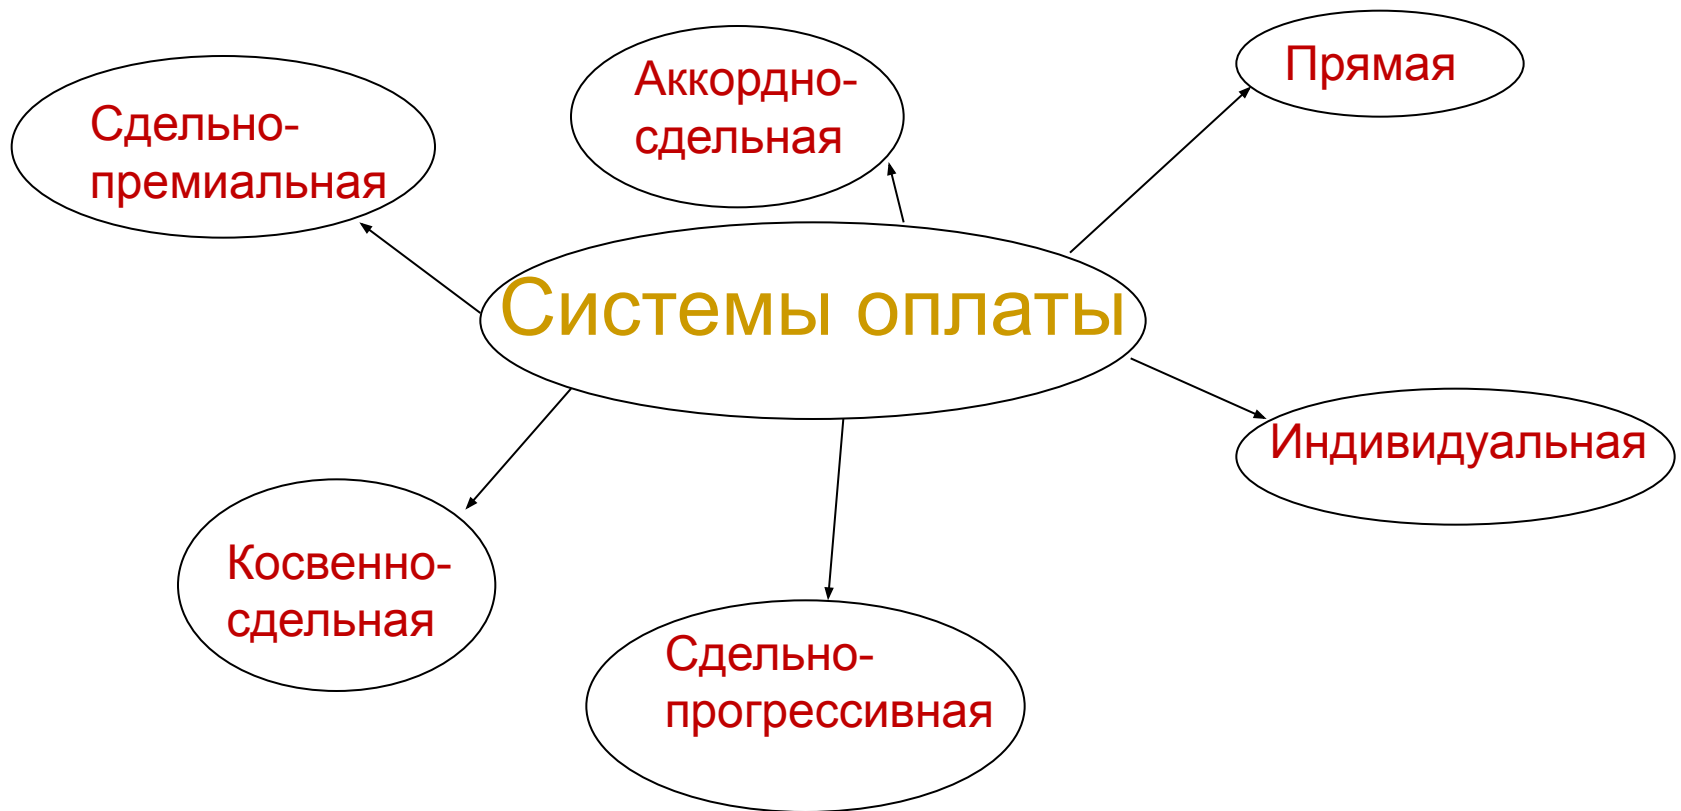 Сдельно-
премиальная
Аккордно-
сдельная
Прямая
Системы оплаты
Индивидуальная
Косвенно-
сдельная
Сдельно-
прогрессивная